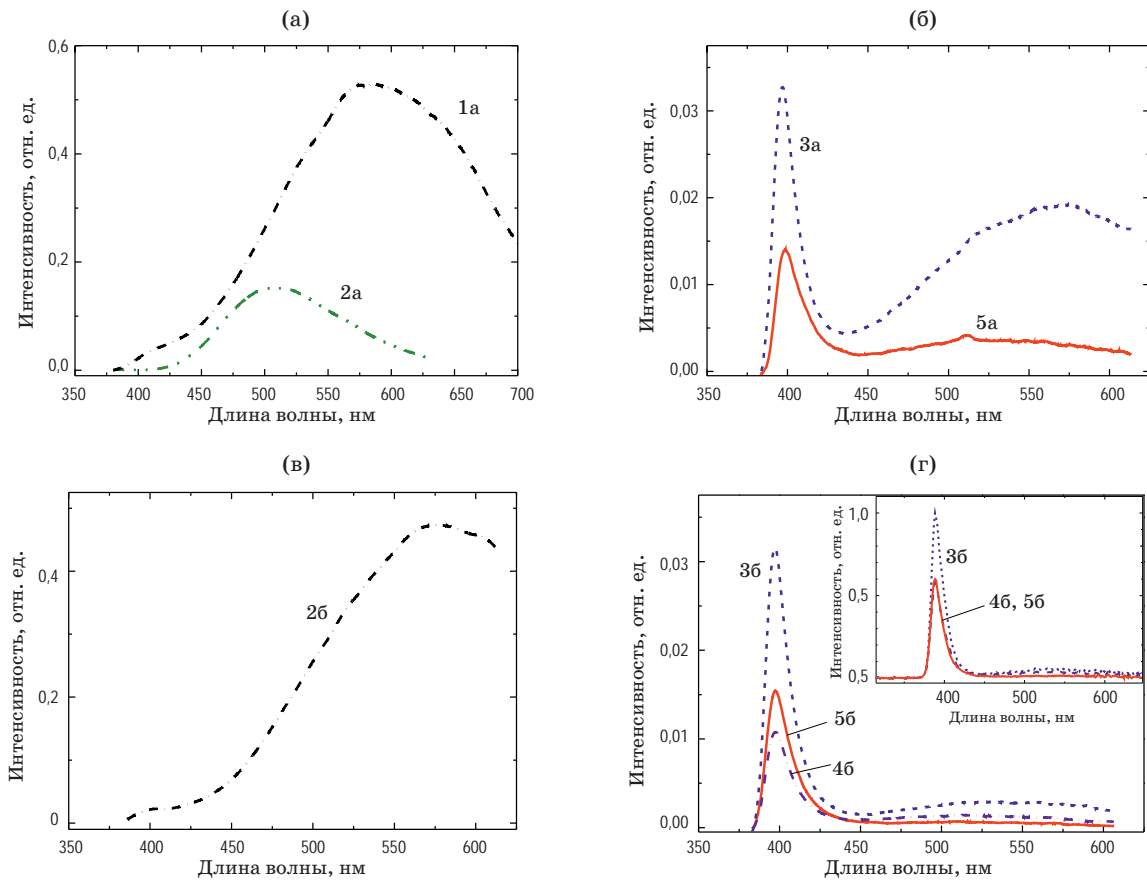 (а)
Интенсивность, отн. ед.
0,6
0,4
0,2
0,0
1а
2а
350 400 450 500 550 600 650 700
Длина волны, нм
(б)
Интенсивность, отн. ед.
0,03
0,02
0,01
0,00
3а
5а
350 400 450 500 550 600
Длина волны, нм
(в)
Интенсивность, отн. ед.
0,4
0,2
0
2б
350 400 450 500 550 600
Длина волны, нм
(г)
Интенсивность, отн. ед.
0,03
0,02
0,01
0,00
3б
5б
4б
350 400 450 500 550 600
Длина волны, нм
Интенсивность, отн. ед.
1,0
0,5
0,5
3б
4б, 5б
400 500 600
Длина волны, нм